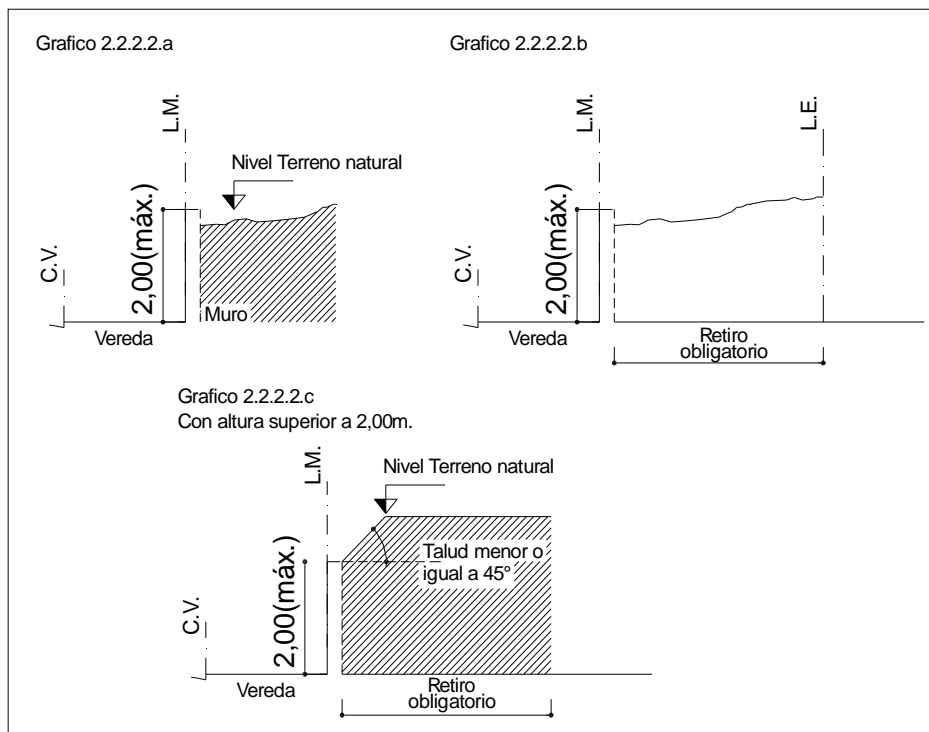 Grafico 2.2.2.2.a
L.M.
Nivel Terreno natural
2,00(máx.)
C.V.
Muro
Vereda
Grafico 2.2.2.2.b
L.M.
L.E.
2,00(máx.)
C.V.
Vereda
Retiro
obligatorio
Grafico 2.2.2.2.c
Con altura superior a 2,00m.
L.M.
Nivel Terreno natural
Talud menor o
igual a 45°
2,00(máx.)
C.V.
Vereda
Retiro
obligatorio